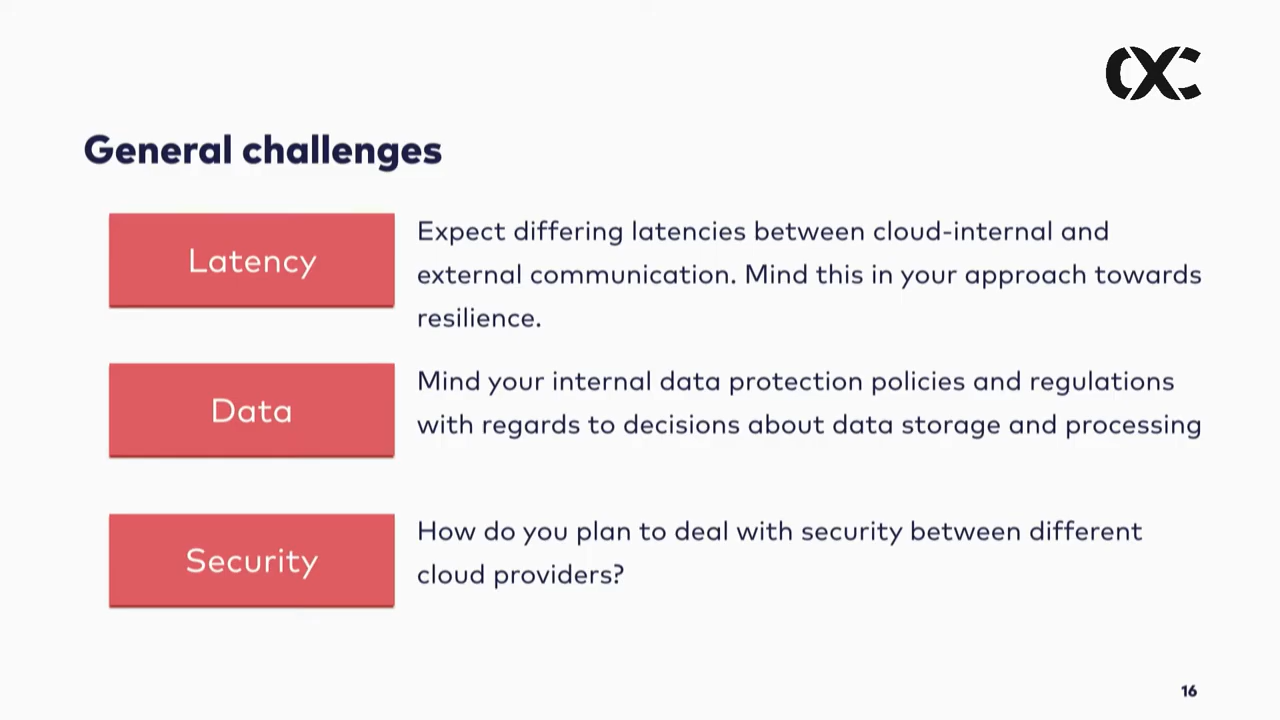 General challenges
Latency
Expect differing latencies between cloud-internal and
external communication. Mind this in your approach towards
resilience.
Data
Mind your internal data protection policies and regulations
with regards to decisions about data storage and processing
Security
How do you plan to deal with security between different
cloud providers?
16